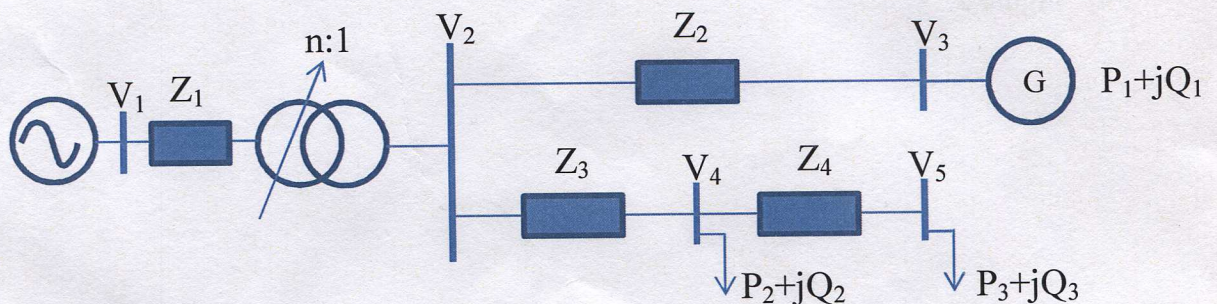 n:1
V₂
Z₂
V₃
G
P₁+jQ₁
V₁
Z₁
Z₃
V₄
Z₄
V₅
P₂+jQ₂
P₃+jQ₃